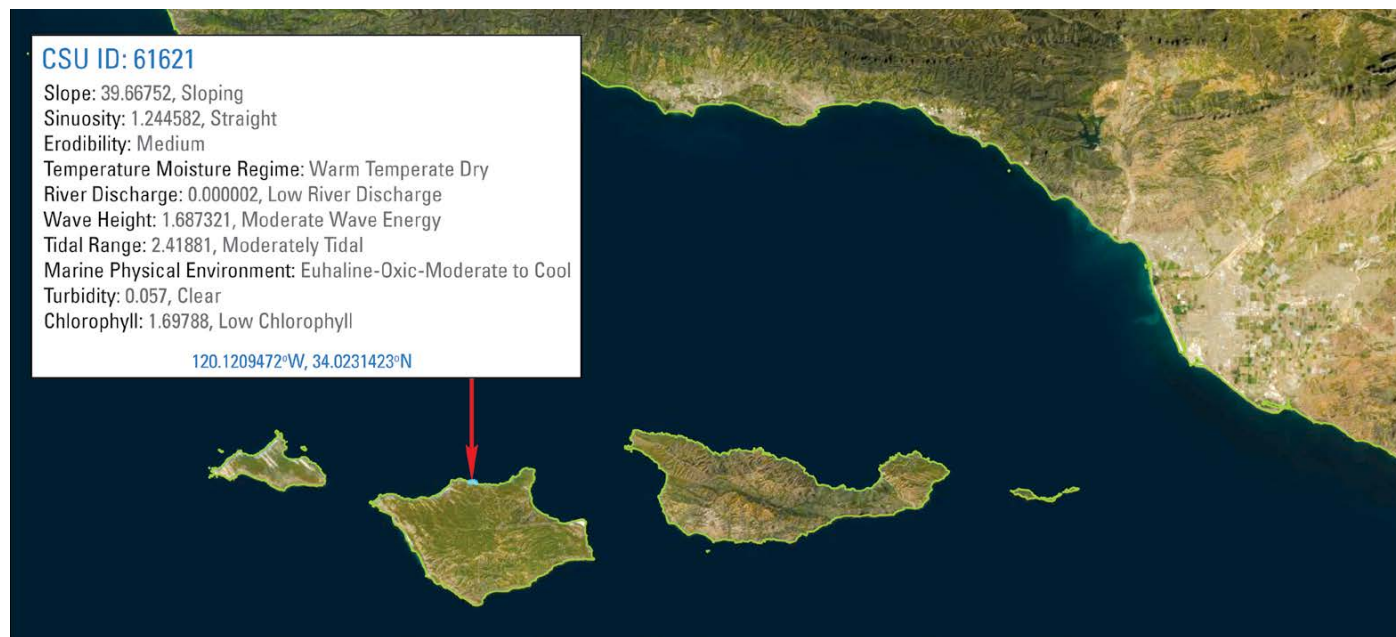 CSU ID: 61621
Slope: 39.66752, Sloping
Sinuosity: 1.244582, Straight
Erodibility: Medium
Temperature Moisture Regime: Warm Temperate Dry
River Discharge: 0.000002, Low River Discharge
Wave Height: 1.687321, Moderate Wave Energy
Tidal Range: 2.41881, Moderately Tidal
Marine Physical Environment: Euhaline-Oxic-Moderate to Cool
Turbidity: 0.057, Clear
Chlorophyll: 1.69788, Low Chlorophyll
120.1209472ºW, 34.0231423ºN